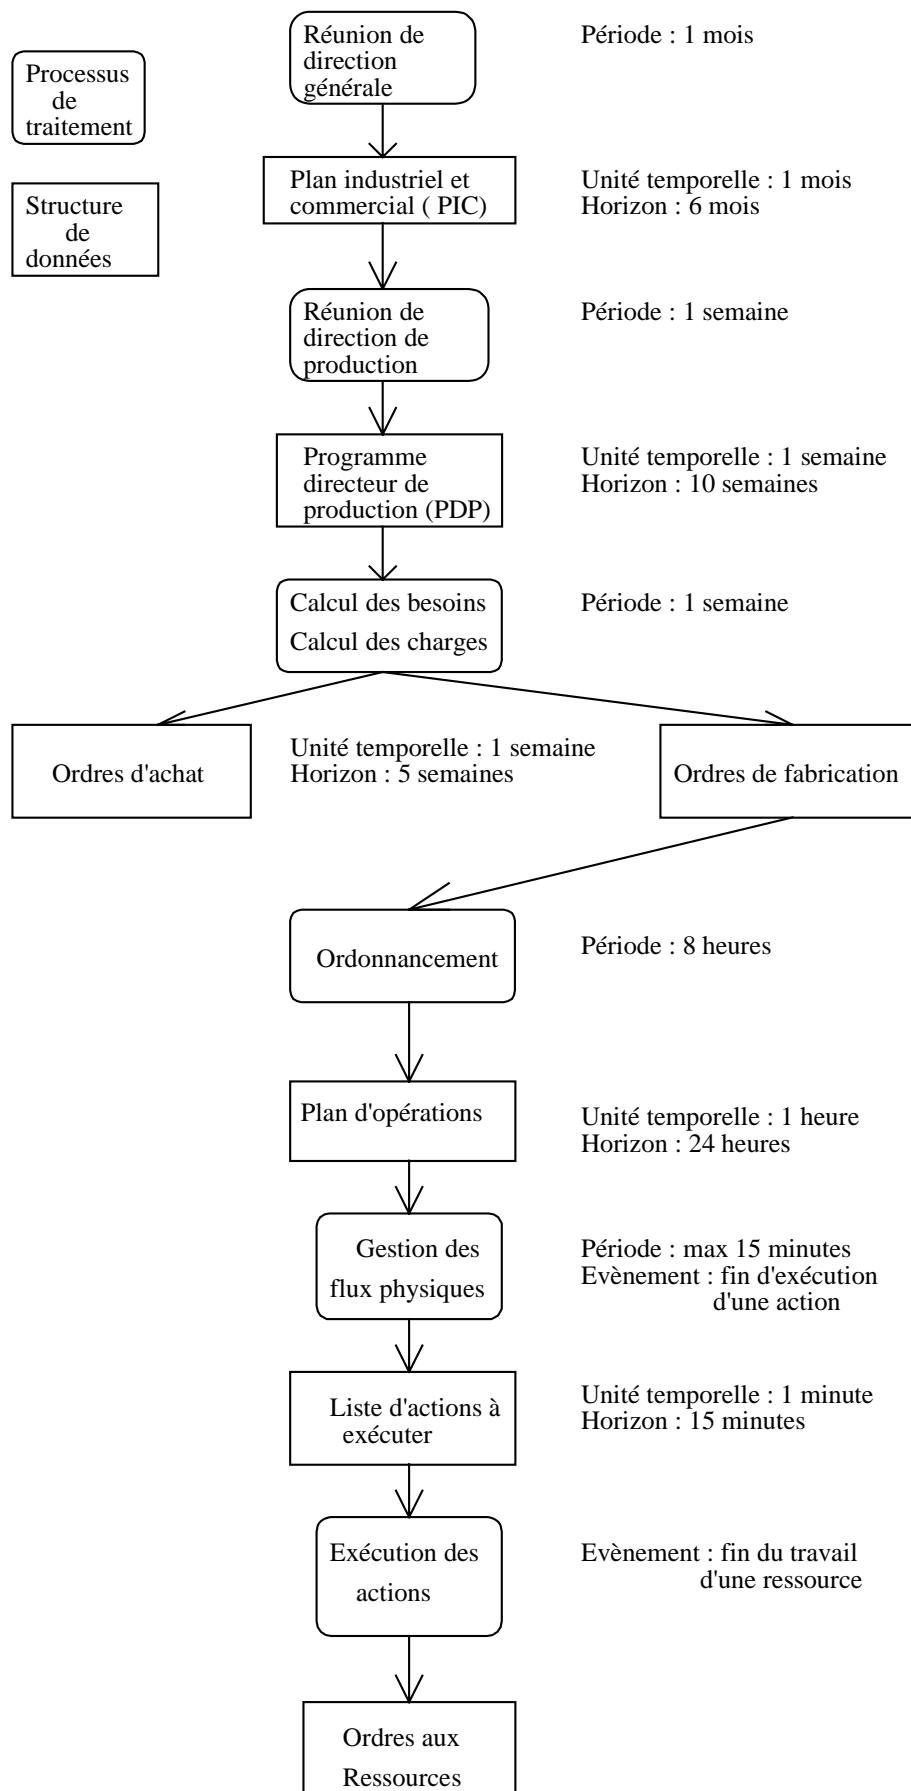 Réunion de
direction
générale
Période : 1 mois
Processus
de
traitement
Plan industriel et
commercial ( PIC)
Unité temporelle : 1 mois
Horizon : 6 mois
Structure
de
données
Réunion de
direction de
production
Période : 1 semaine
Programme
directeur de
production (PDP)
Unité temporelle : 1 semaine
Horizon : 10 semaines
Calcul des besoins
Calcul des charges
Période : 1 semaine
Ordres d'achat
Unité temporelle : 1 semaine
Horizon : 5 semaines
Ordres de fabrication
Ordonnancement
Période : 8 heures
Plan d'opérations
Unité temporelle : 1 heure
Horizon : 24 heures
Gestion des
flux physiques
Période : max 15 minutes
Evènement : fin d'exécution
d'une action
Liste d'actions à
exécuter
Unité temporelle : 1 minute
Horizon : 15 minutes
Exécution des
actions
Evènement : fin du travail
d'une ressource
Ordres aux
Ressources